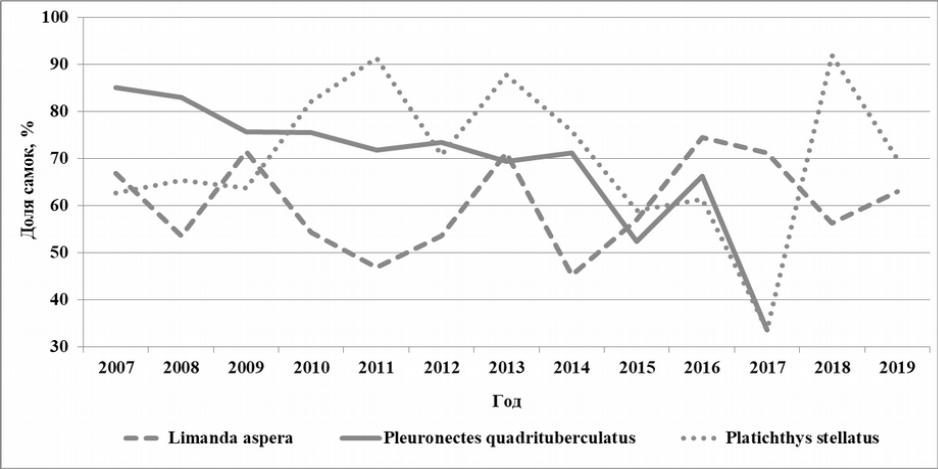 100
90
80
70
60
50
40
30
Доля самок, %
2007 2008 2009 2010 2011 2012 2013 2014 2015 2016 2017 2018 2019
Год
Limanda aspera Pleuronectes quadrituberculatus Platichthys stellatus